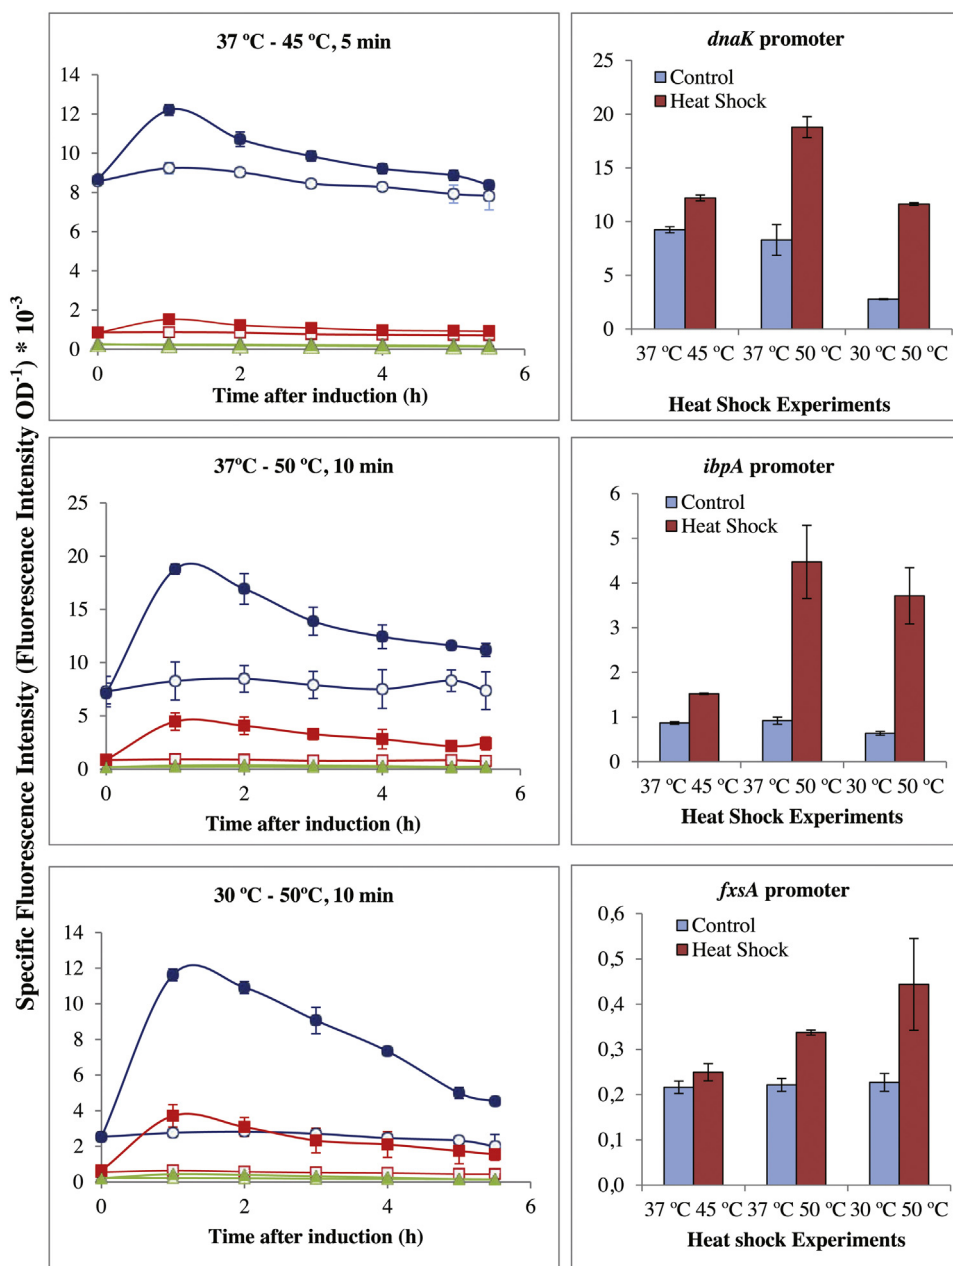 Specific Fluorescence Intensity (Fluorescence Intensity OD⁻¹) * 10⁻³
37 ºC - 45 ºC, 5 min
14
12
10
8
6
4
2
0
0 2 4 6
Time after induction (h)
dnaK promoter
Control
Heat Shock
25
20
15
10
5
0
37 ºC 45 ºC 37 ºC 50 ºC 30 ºC 50 ºC
Heat Shock Experiments
37ºC - 50 ºC, 10 min
25
20
15
10
5
0
0 2 4 6
Time after induction (h)
ibpA promoter
Control
Heat Shock
6
5
4
3
2
1
0
37 ºC 45 ºC 37 ºC 50 ºC 30 ºC 50 ºC
Heat Shock Experiments
30 ºC - 50ºC, 10 min
14
12
10
8
6
4
2
0
0 2 4 6
Time after induction (h)
fxsA promoter
Control
Heat Shock
0,6
0,5
0,4
0,3
0,2
0,1
0,0
37 ºC 45 ºC 37 ºC 50 ºC 30 ºC 50 ºC
Heat shock Experiments